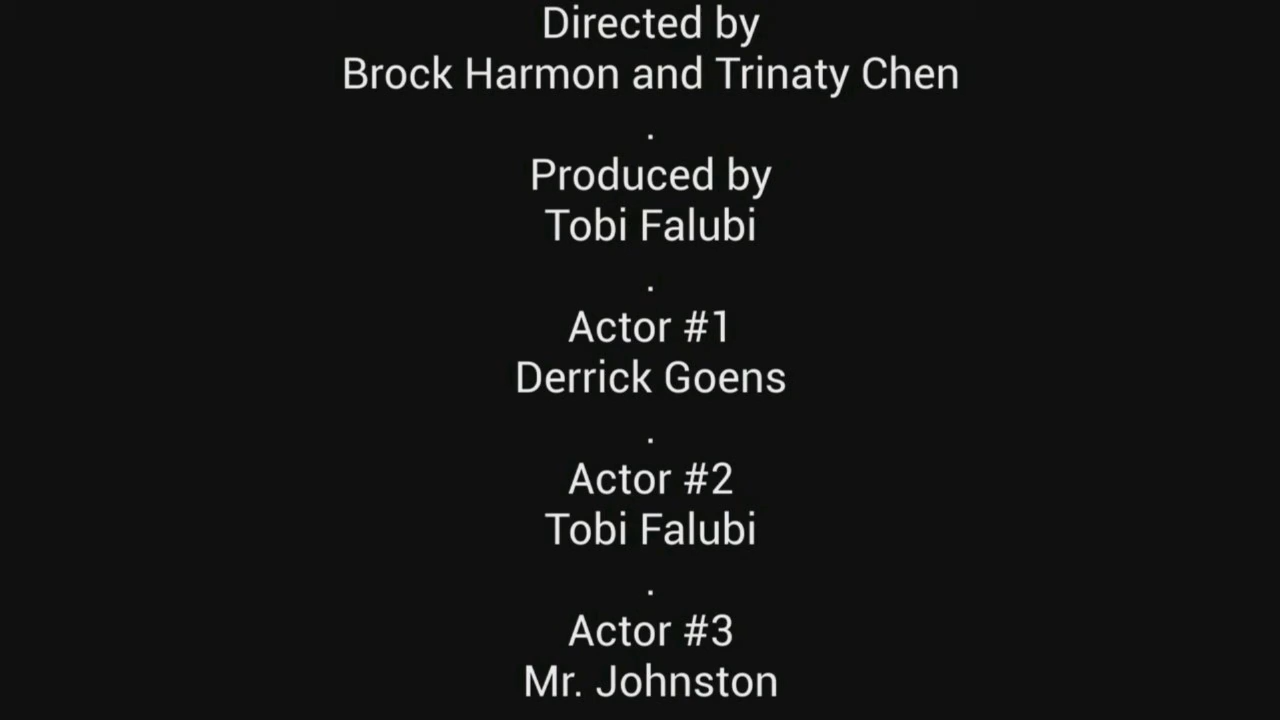 Directed by
Brock Harmon and Trinaty Chen
.
Produced by
Tobi Falubi
.
Actor #1
Derrick Goens
.
Actor #2
Tobi Falubi
.
Actor #3
Mr. Johnston